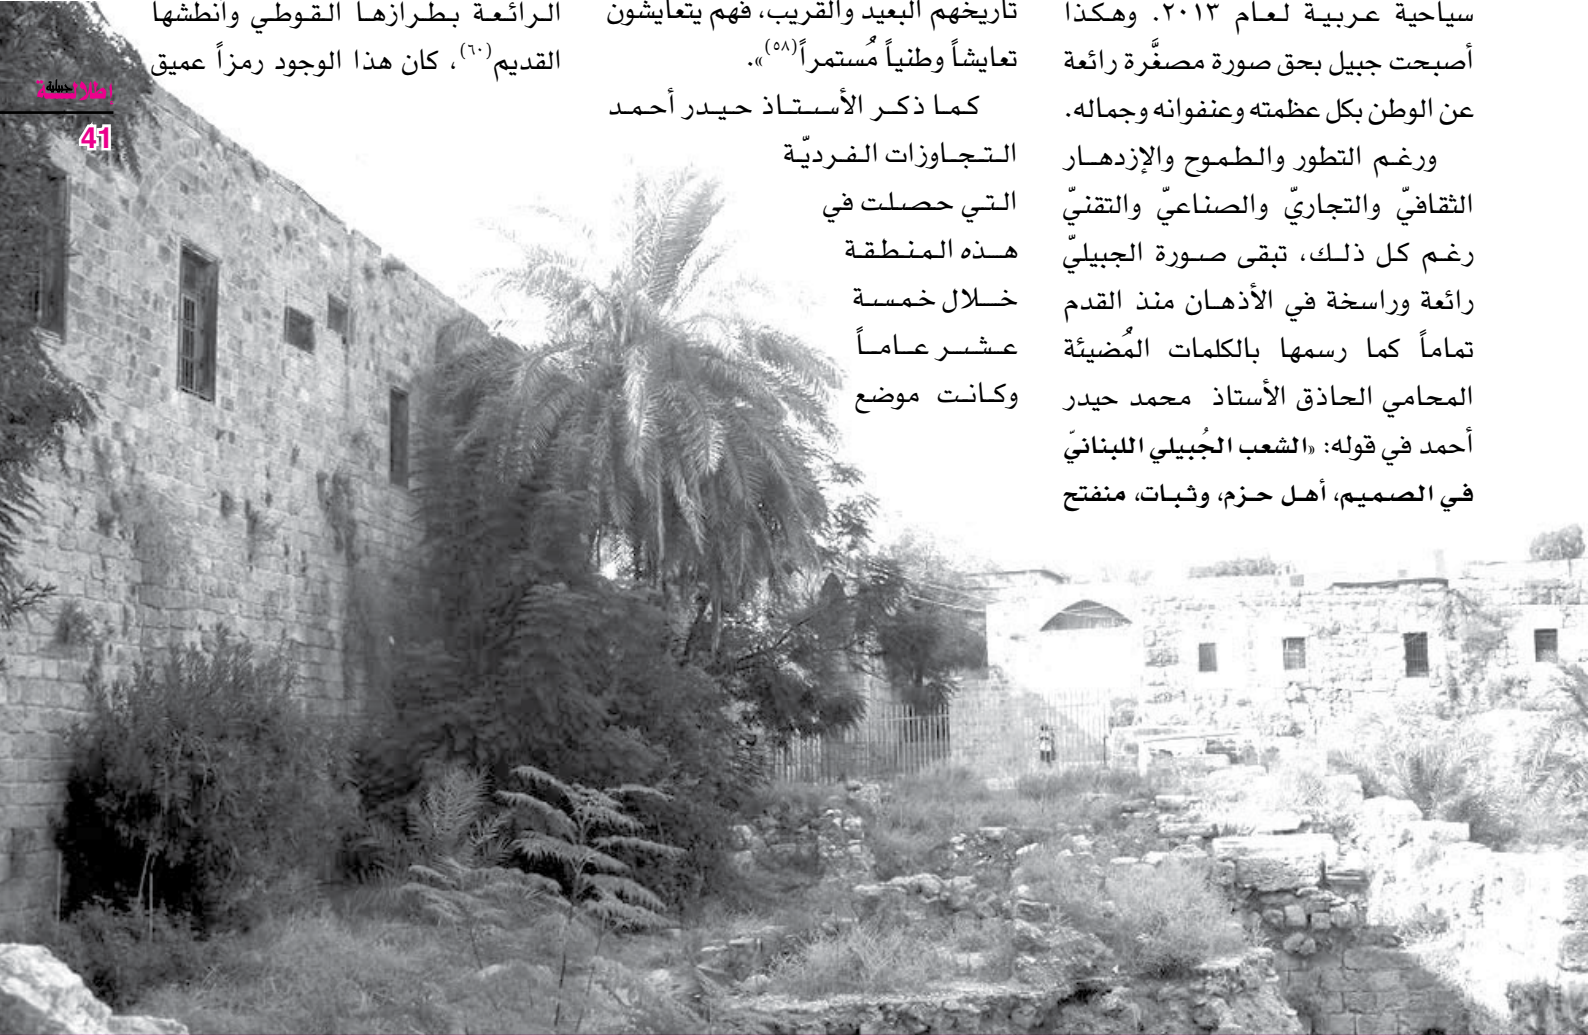 سياحية عربية لعام ٢٠١٣. وهكذا
أصبحت جبيل بحق صورة مصغَّرة رائعة
عن الوطن بكل عظمته وعنفوانه وجماله.
ورغم التطور والطموح والإزدهار
الثقافيّ والتجاريّ والصناعيّ والتقنيّ
رغم كل ذلك، تبقى صورة الجبيليّ
رائعة وراسخة في الأذهان منذ القدم
تماماً كما رسمها بالكلمات المُضيئة
المحامي الحاذق الأستاذ محمد حيدر
أحمد في قوله: «الشعب الجُبيلي اللبنانيّ
في الصميم، أهل حزم، وثبات، منفتح
تاريخهم البعيد والقريب، فهم يتعايشون
تعايشاً وطنياً مُستمراً(٥٨)».
كما ذكر الأستاذ حيدر أحمد
التجاوزات الفرديّة
التي حصلت في
هذه المنطقة
خلال خمسة
عشر عاماً
وكانت موضع
الرائعة بطرازها القوطي وانطشها
القديم(٦٠)، كان هذا الوجود رمزاً عميق
إطلالة جبيلية
41